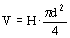 V = H · πd²/4